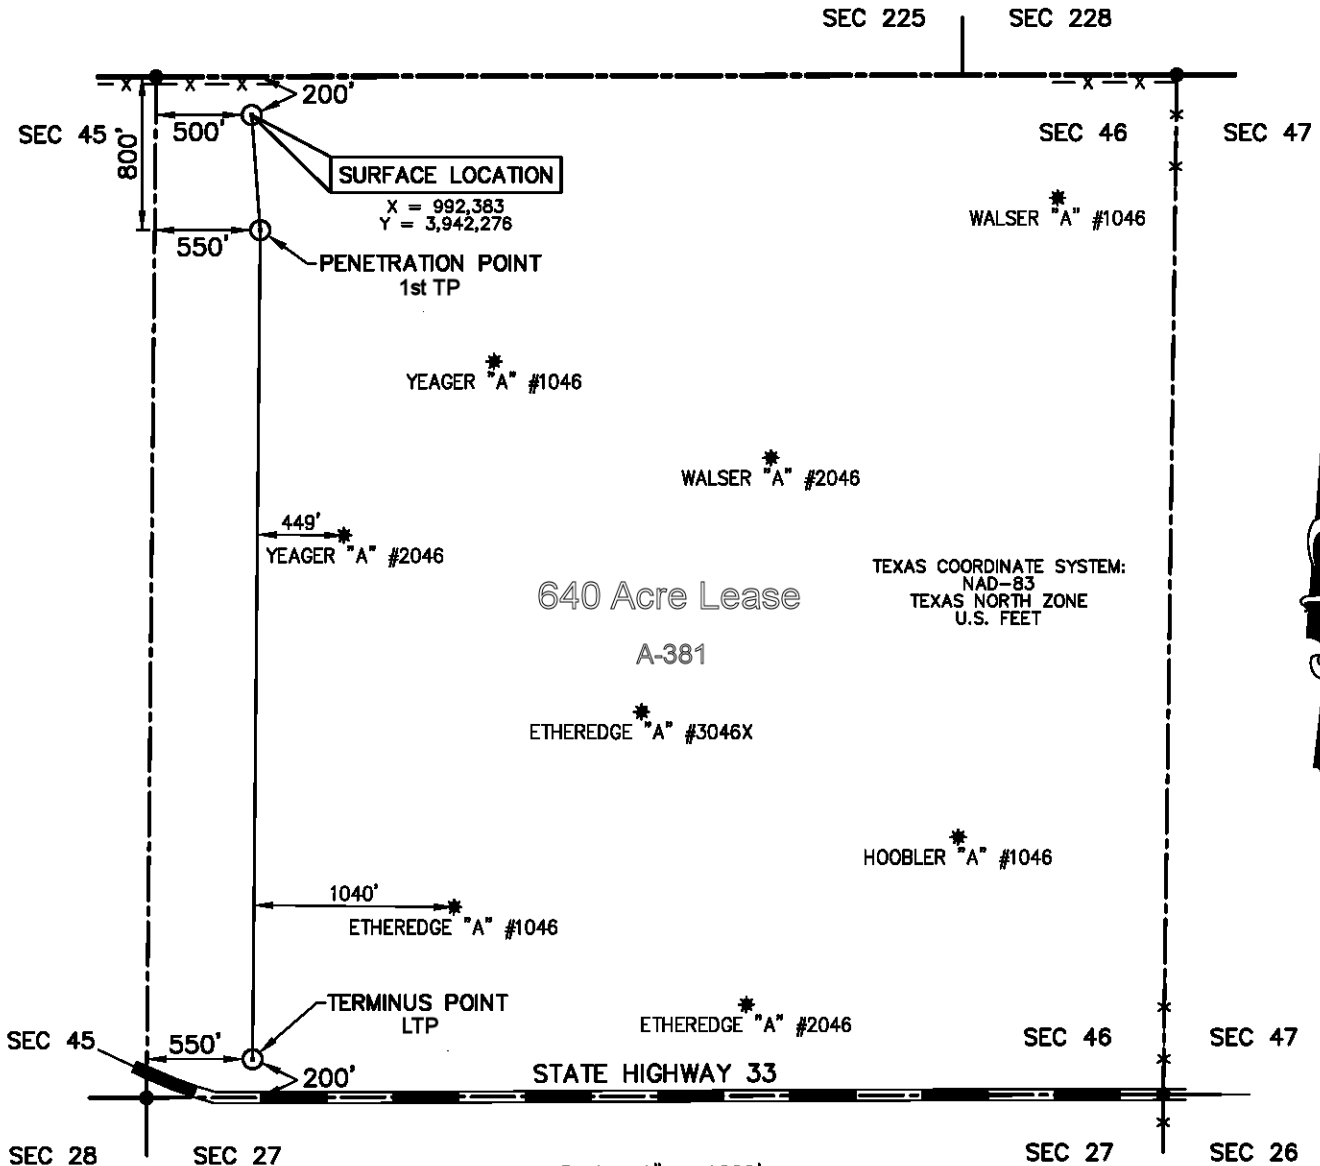 SEC 225
SEC 228
200'
500'
SEC 45
800'
SEC 46
SEC 47
SURFACE LOCATION
X = 992,383
Y = 3,942,276
WALSER "A" #1046
550'
PENETRATION POINT
1st TP
YEAGER "A" #1046
WALSER "A" #2046
449'
YEAGER "A" #2046
TEXAS COORDINATE SYSTEM:
NAD-83
TEXAS NORTH ZONE
U.S. FEET
640 Acre Lease
A-381
ETHEREDGE "A" #3046X
HOOBLER "A" #1046
1040'
ETHEREDGE "A" #1046
TERMINUS POINT
LTP
ETHEREDGE "A" #2046
SEC 46
SEC 47
SEC 45
550'
200'
STATE HIGHWAY 33
SEC 28
SEC 27
SEC 27
SEC 26